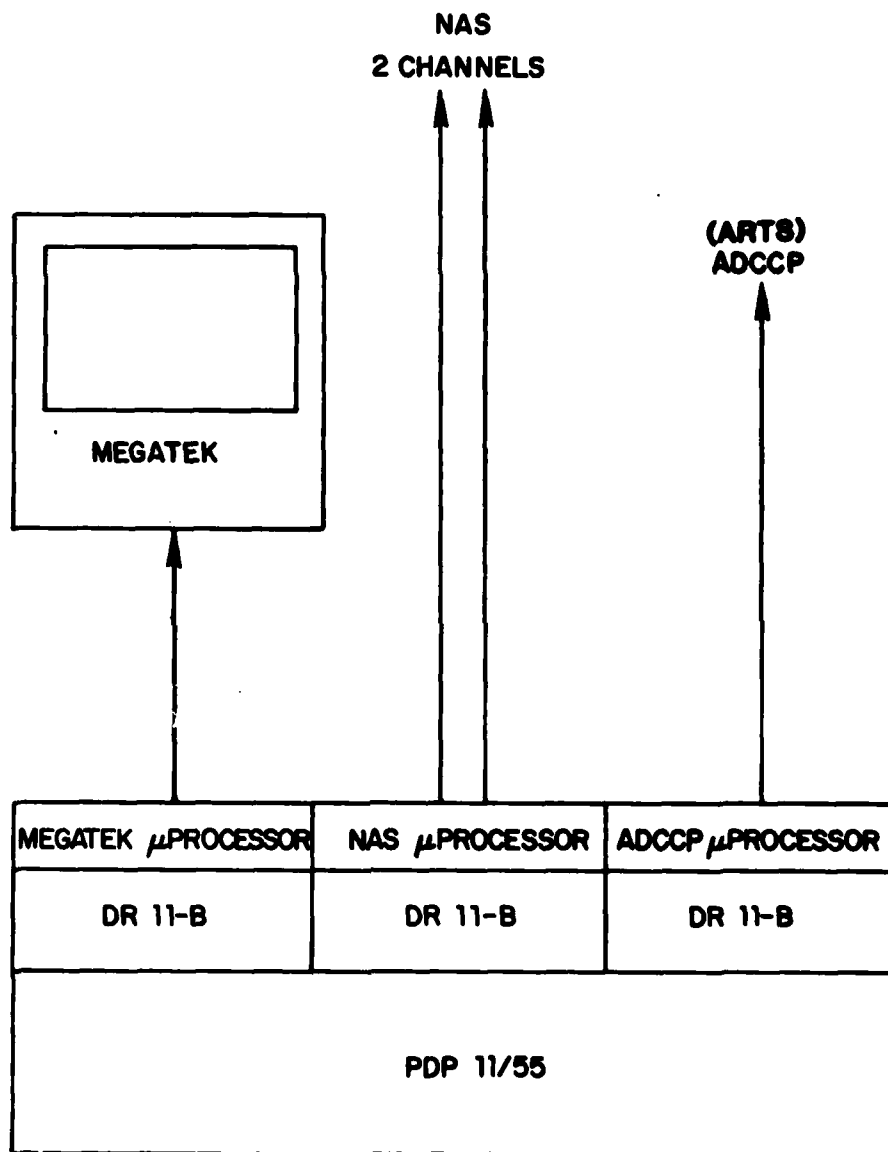 NAS
2 CHANNELS
(ARTS)
ADCCP
MEGATEK
MEGATEK μPROCESSOR
NAS μPROCESSOR
ADCCP μPROCESSOR
DR 11-B
DR 11-B
DR 11-B
PDP 11/55